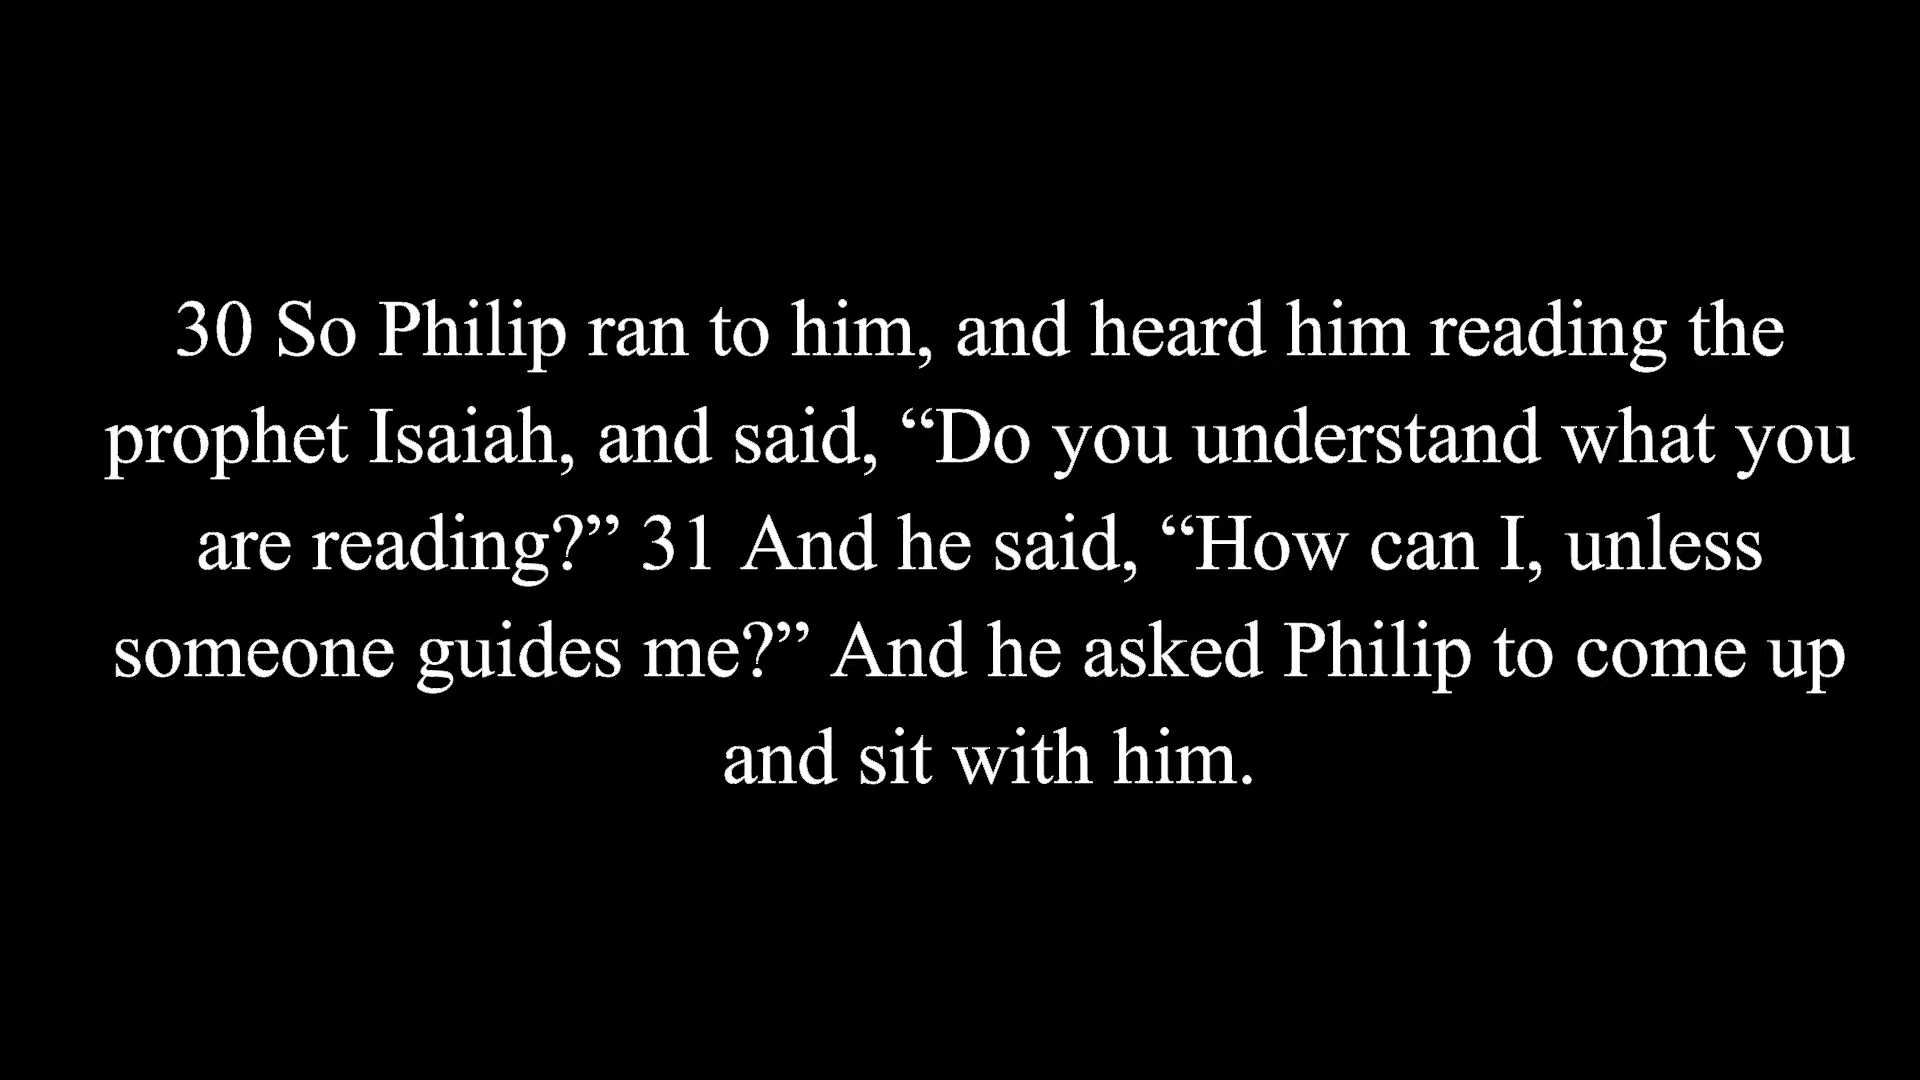 30 So Philip ran to him, and heard him reading the
prophet Isaiah, and said, “Do you understand what you
are reading?” 31 And he said, “How can I, unless
someone guides me?” And he asked Philip to come up
and sit with him.